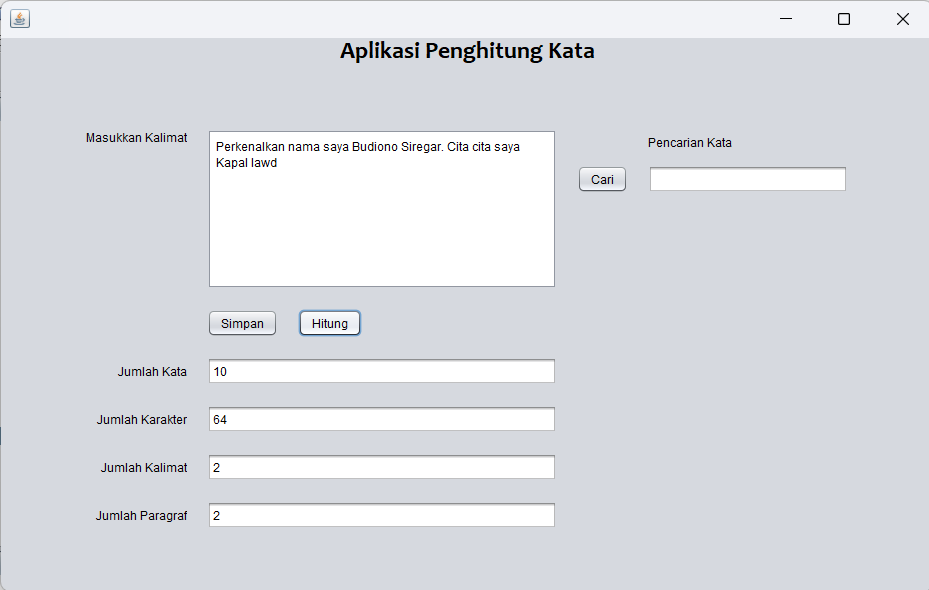 Aplikasi Penghitung Kata
Masukkan Kalimat
Perkenalkan nama saya Budiono Siregar. Cita cita saya
Kapal lawd
Pencarian Kata
Cari
Simpan
Hitung
Jumlah Kata
10
Jumlah Karakter
64
Jumlah Kalimat
2
Jumlah Paragraf
2